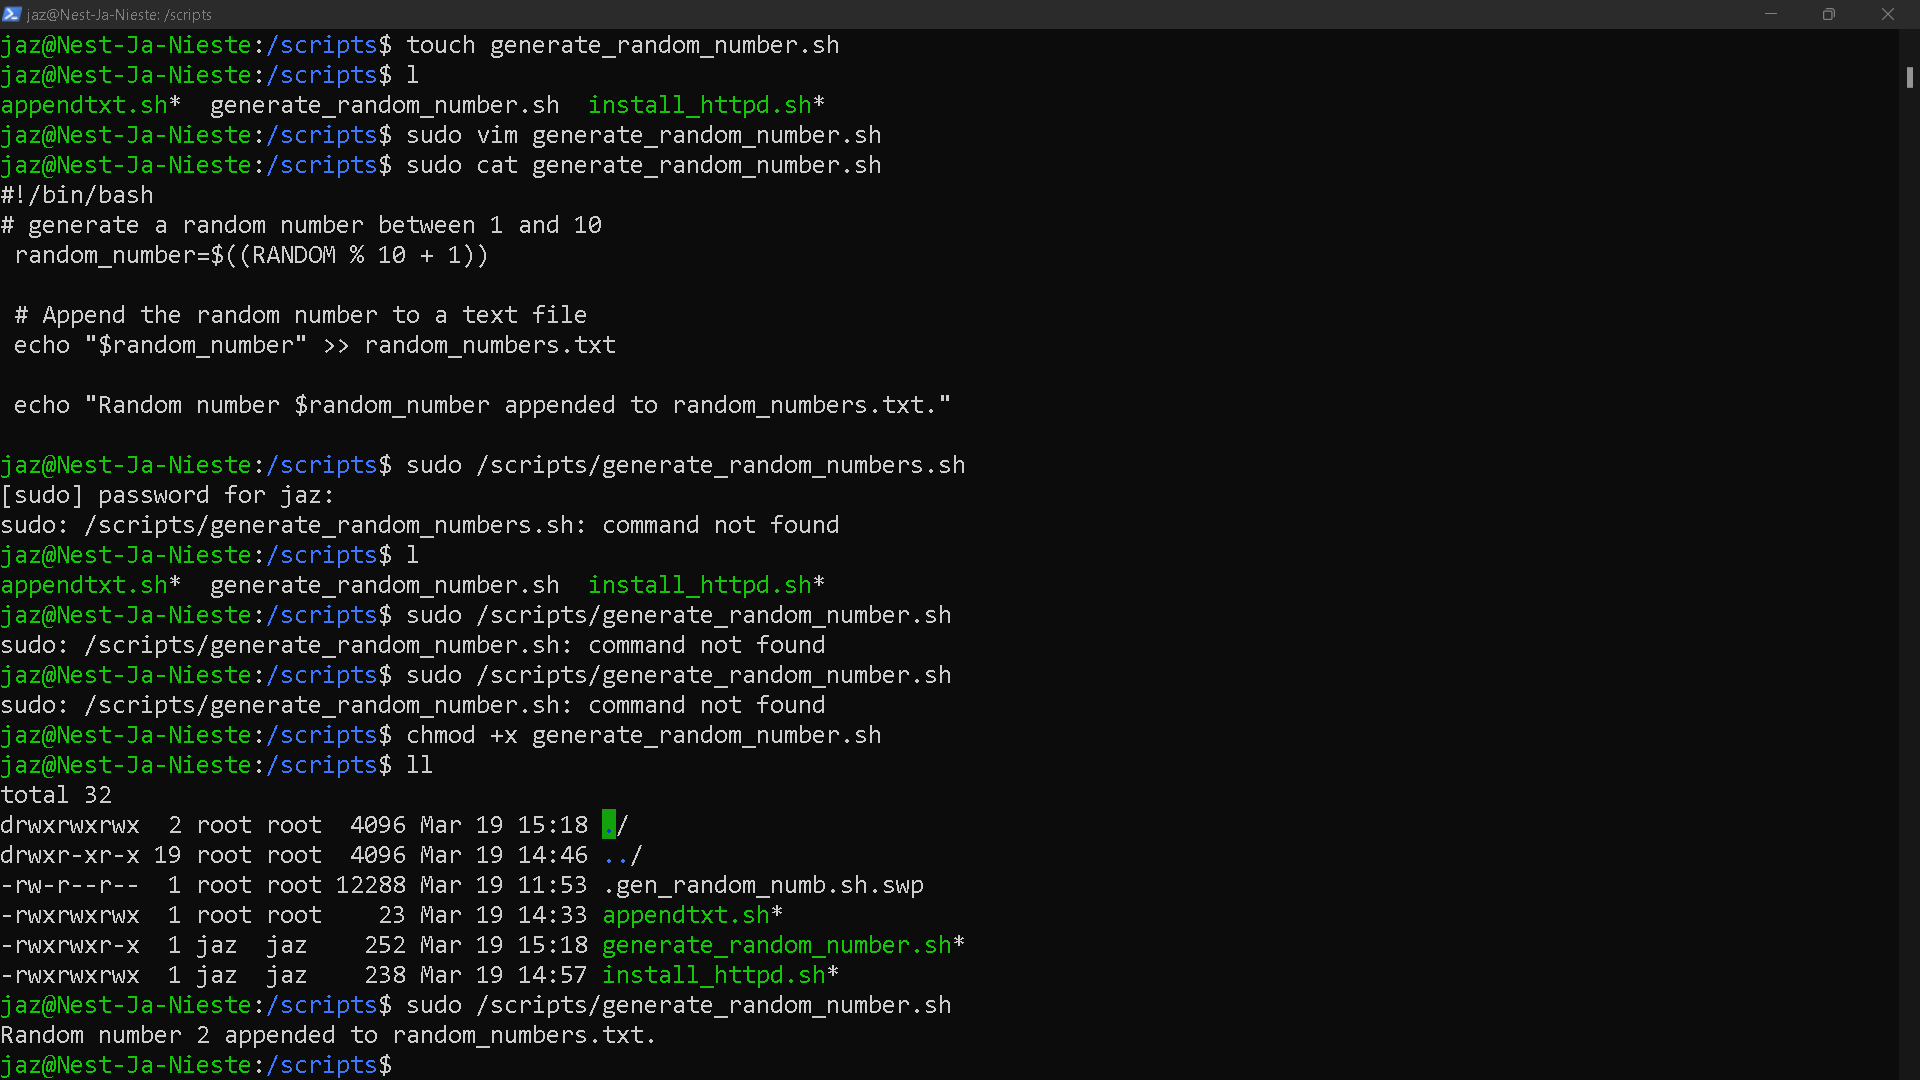 jaz@Nest-Ja-Nieste: /scripts
jaz@Nest-Ja-Nieste:/scripts$ touch generate_random_number.sh
jaz@Nest-Ja-Nieste:/scripts$ l
appendtxt.sh*  generate_random_number.sh  install_httpd.sh*
jaz@Nest-Ja-Nieste:/scripts$ sudo vim generate_random_number.sh
jaz@Nest-Ja-Nieste:/scripts$ sudo cat generate_random_number.sh
#!/bin/bash
# generate a random number between 1 and 10
 random_number=$((RANDOM % 10 + 1))
 # Append the random number to a text file
 echo "$random_number" >> random_numbers.txt
 echo "Random number $random_number appended to random_numbers.txt."
jaz@Nest-Ja-Nieste:/scripts$ sudo /scripts/generate_random_numbers.sh
[sudo] password for jaz:
sudo: /scripts/generate_random_numbers.sh: command not found
jaz@Nest-Ja-Nieste:/scripts$ l
appendtxt.sh*  generate_random_number.sh  install_httpd.sh*
jaz@Nest-Ja-Nieste:/scripts$ sudo /scripts/generate_random_number.sh
sudo: /scripts/generate_random_number.sh: command not found
jaz@Nest-Ja-Nieste:/scripts$ sudo /scripts/generate_random_number.sh
sudo: /scripts/generate_random_number.sh: command not found
jaz@Nest-Ja-Nieste:/scripts$ chmod +x generate_random_number.sh
jaz@Nest-Ja-Nieste:/scripts$ ll
total 32
drwxrwxrwx  2 root root  4096 Mar 19 15:18 ./
drwxr-xr-x 19 root root  4096 Mar 19 14:46 ../
-rw-r--r--  1 root root 12288 Mar 19 11:53 .gen_random_numb.sh.swp
-rwxrwxrwx  1 root root    23 Mar 19 14:33 appendtxt.sh*
-rwxrwxr-x  1 jaz  jaz    252 Mar 19 15:18 generate_random_number.sh*
-rwxrwxrwx  1 jaz  jaz    238 Mar 19 14:57 install_httpd.sh*
jaz@Nest-Ja-Nieste:/scripts$ sudo /scripts/generate_random_number.sh
Random number 2 appended to random_numbers.txt.
jaz@Nest-Ja-Nieste:/scripts$